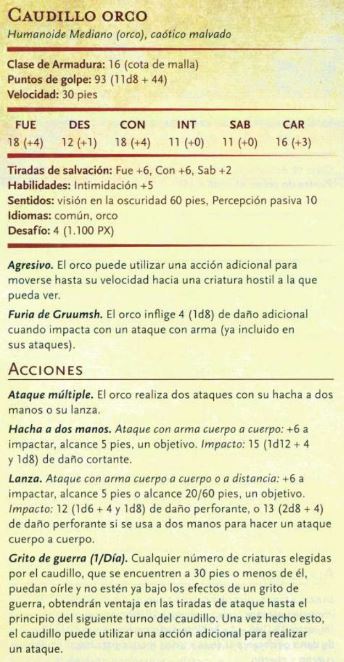 CAUDILLO ORCO
Humanoide Mediano (orco), caótico malvado
Clase de Armadura: 16 (cota de malla)
Puntos de golpe: 93 (11d8 + 44)
Velocidad: 30 pies
FUE DES CON INT SAB CAR
18 (+4) 12 (+1) 18 (+4) 11 (+0) 11 (+0) 16 (+3)
Tiradas de salvación: Fue +6, Con +6, Sab +2
Habilidades: Intimidación +5
Sentidos: visión en la oscuridad 60 pies, Percepción pasiva 10
Idiomas: común, orco
Desafío: 4 (1.100 PX)
Agresivo. El orco puede utilizar una acción adicional para
moverse hasta su velocidad hacia una criatura hostil a la que
pueda ver.
Furia de Gruumsh. El orco inflige 4 (1d8) de daño adicional
cuando impacta con un ataque con arma (ya incluido en
sus ataques).
ACCIONES
Ataque múltiple. El orco realiza dos ataques con su hacha a dos
manos o su lanza.
Hacha a dos manos. Ataque con arma cuerpo a cuerpo: +6 a
impactar, alcance 5 pies, un objetivo. Impacto: 15 (1d12 + 4
y 1d8) de daño cortante.
Lanza. Ataque con arma cuerpo a cuerpo o a distancia: +6 a
impactar, alcance 5 pies o alcance 20/60 pies, un objetivo.
Impacto: 12 (1d6 + 4 y 1d8) de daño perforante, o 13 (2d8 + 4)
de daño perforante si se usa a dos manos para hacer un ataque
cuerpo a cuerpo.
Grito de guerra (1/Día). Cualquier número de criaturas elegidas
por el caudillo, que se encuentren a 30 pies o menos de él,
puedan oírle y no estén ya bajo los efectos de un grito de
guerra, obtendrán ventaja en las tiradas de ataque hasta el
principio del siguiente turno del caudillo. Una vez hecho esto,
el caudillo puede utilizar una acción adicional para realizar
un ataque.